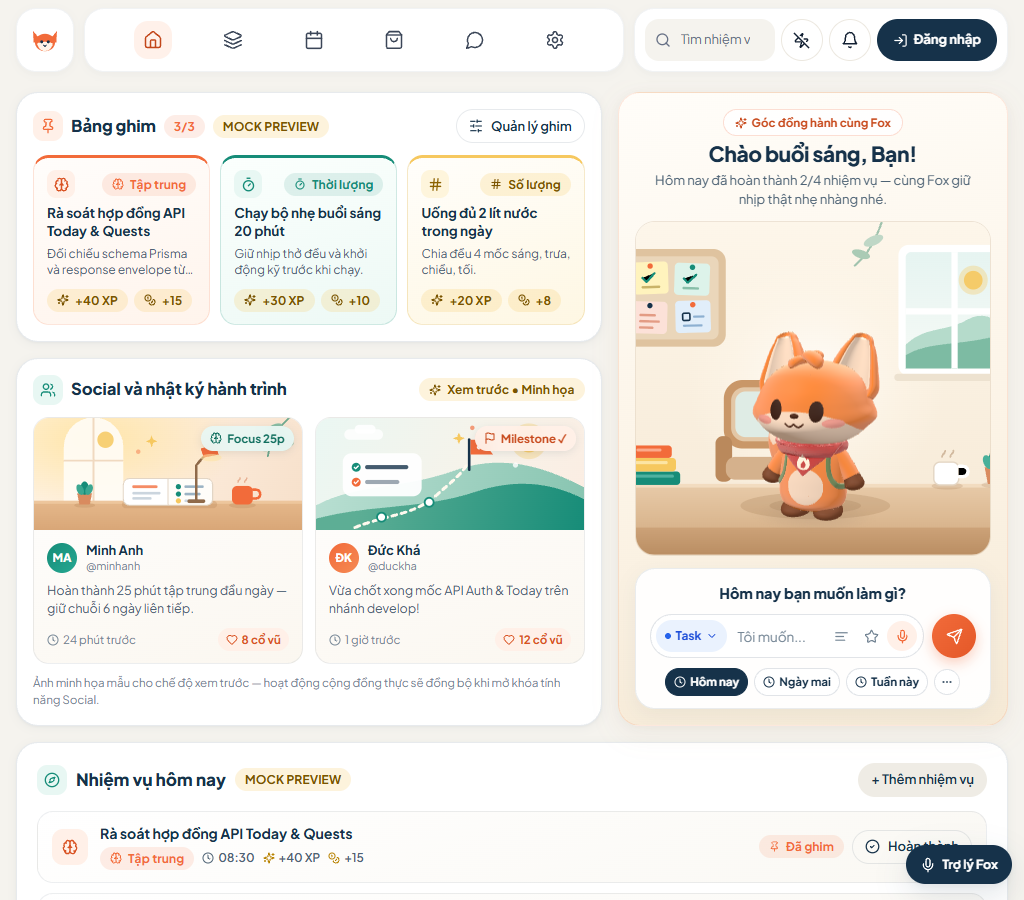 Tìm nhiệm v
Đăng nhập
Bảng ghim
3/3
MOCK PREVIEW
Quản lý ghim
Tập trung
Rà soát hợp đồng API
Today & Quests
Đối chiếu schema Prisma
và response envelope từ...
+40 XP
+15
Thời lượng
Chạy bộ nhẹ buổi sáng
20 phút
Giữ nhịp thở đều và khởi
động kỹ trước khi chạy.
+30 XP
+10
Số lượng
Uống đủ 2 lít nước
trong ngày
Chia đều 4 mốc sáng, trưa,
chiều, tối.
+20 XP
+8
Góc đồng hành cùng Fox
Chào buổi sáng, Bạn!
Hôm nay đã hoàn thành 2/4 nhiệm vụ — cùng Fox giữ
nhịp thật nhẹ nhàng nhé.
Social và nhật ký hành trình
Xem trước • Minh họa
Focus 25p
MA
Minh Anh
@minhanh
Hoàn thành 25 phút tập trung đầu ngày —
giữ chuỗi 6 ngày liên tiếp.
24 phút trước
8 cổ vũ
Milestone ✓
ĐK
Đức Khá
@duckha
Vừa chốt xong mốc API Auth & Today trên
nhánh develop!
1 giờ trước
12 cổ vũ
Ảnh minh họa mẫu cho chế độ xem trước — hoạt động cộng đồng thực sẽ đồng bộ khi mở khóa tính
năng Social.
Hôm nay bạn muốn làm gì?
Task
Tôi muốn...
Hôm nay
Ngày mai
Tuần này
Nhiệm vụ hôm nay
MOCK PREVIEW
+ Thêm nhiệm vụ
Rà soát hợp đồng API Today & Quests
Tập trung
08:30
+40 XP
+15
Đã ghim
Hoàn thành
Trợ lý Fox